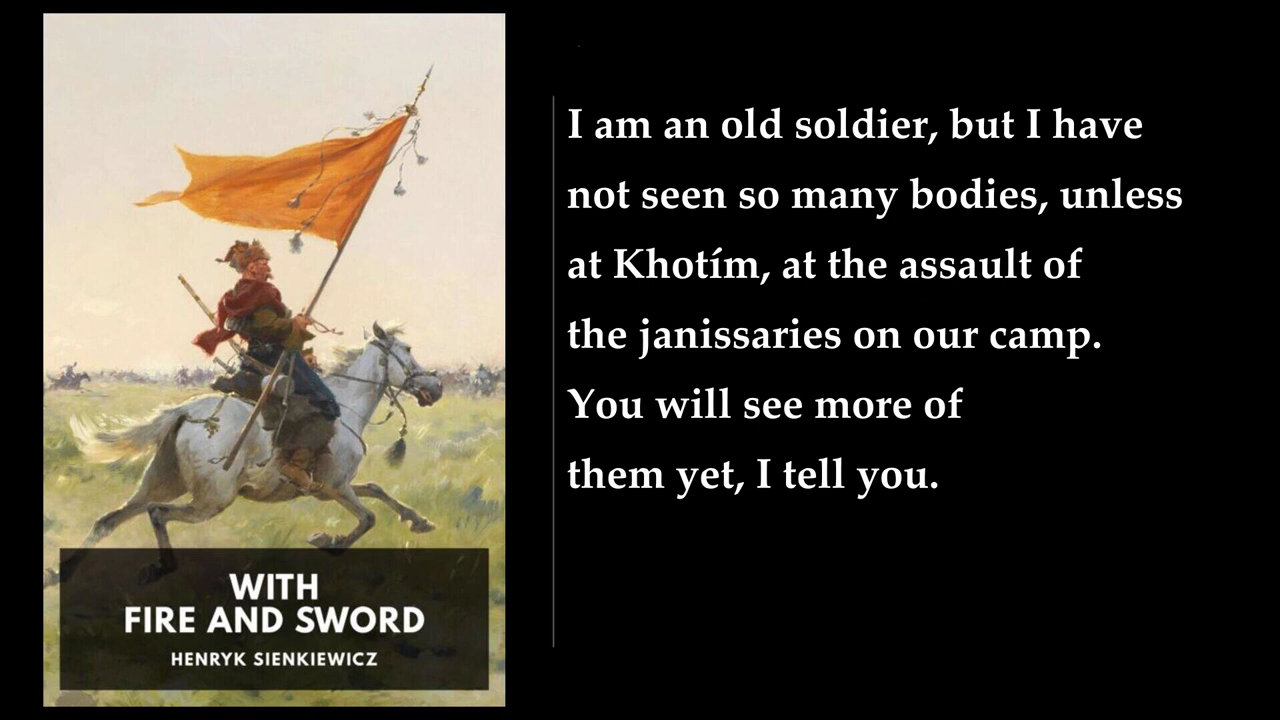 WITH
FIRE AND SWORD
HENRYK SIENKIEWICZ
I am an old soldier, but I have
not seen so many bodies, unless
at Khotím, at the assault of
the janissaries on our camp.
You will see more of
them yet, I tell you.